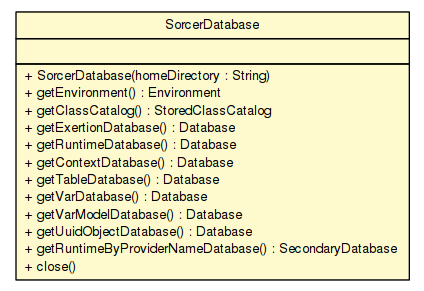 SorcerDatabase
+ SorcerDatabase(homeDirectory : String)
+ getEnvironment() : Environment
+ getClassCatalog() : StoredClassCatalog
+ getExertionDatabase() : Database
+ getRuntimeDatabase() : Database
+ getContextDatabase() : Database
+ getTableDatabase() : Database
+ getVarDatabase() : Database
+ getVarModelDatabase() : Database
+ getUuidObjectDatabase() : Database
+ getRuntimeByProviderNameDatabase() : SecondaryDatabase
+ close()